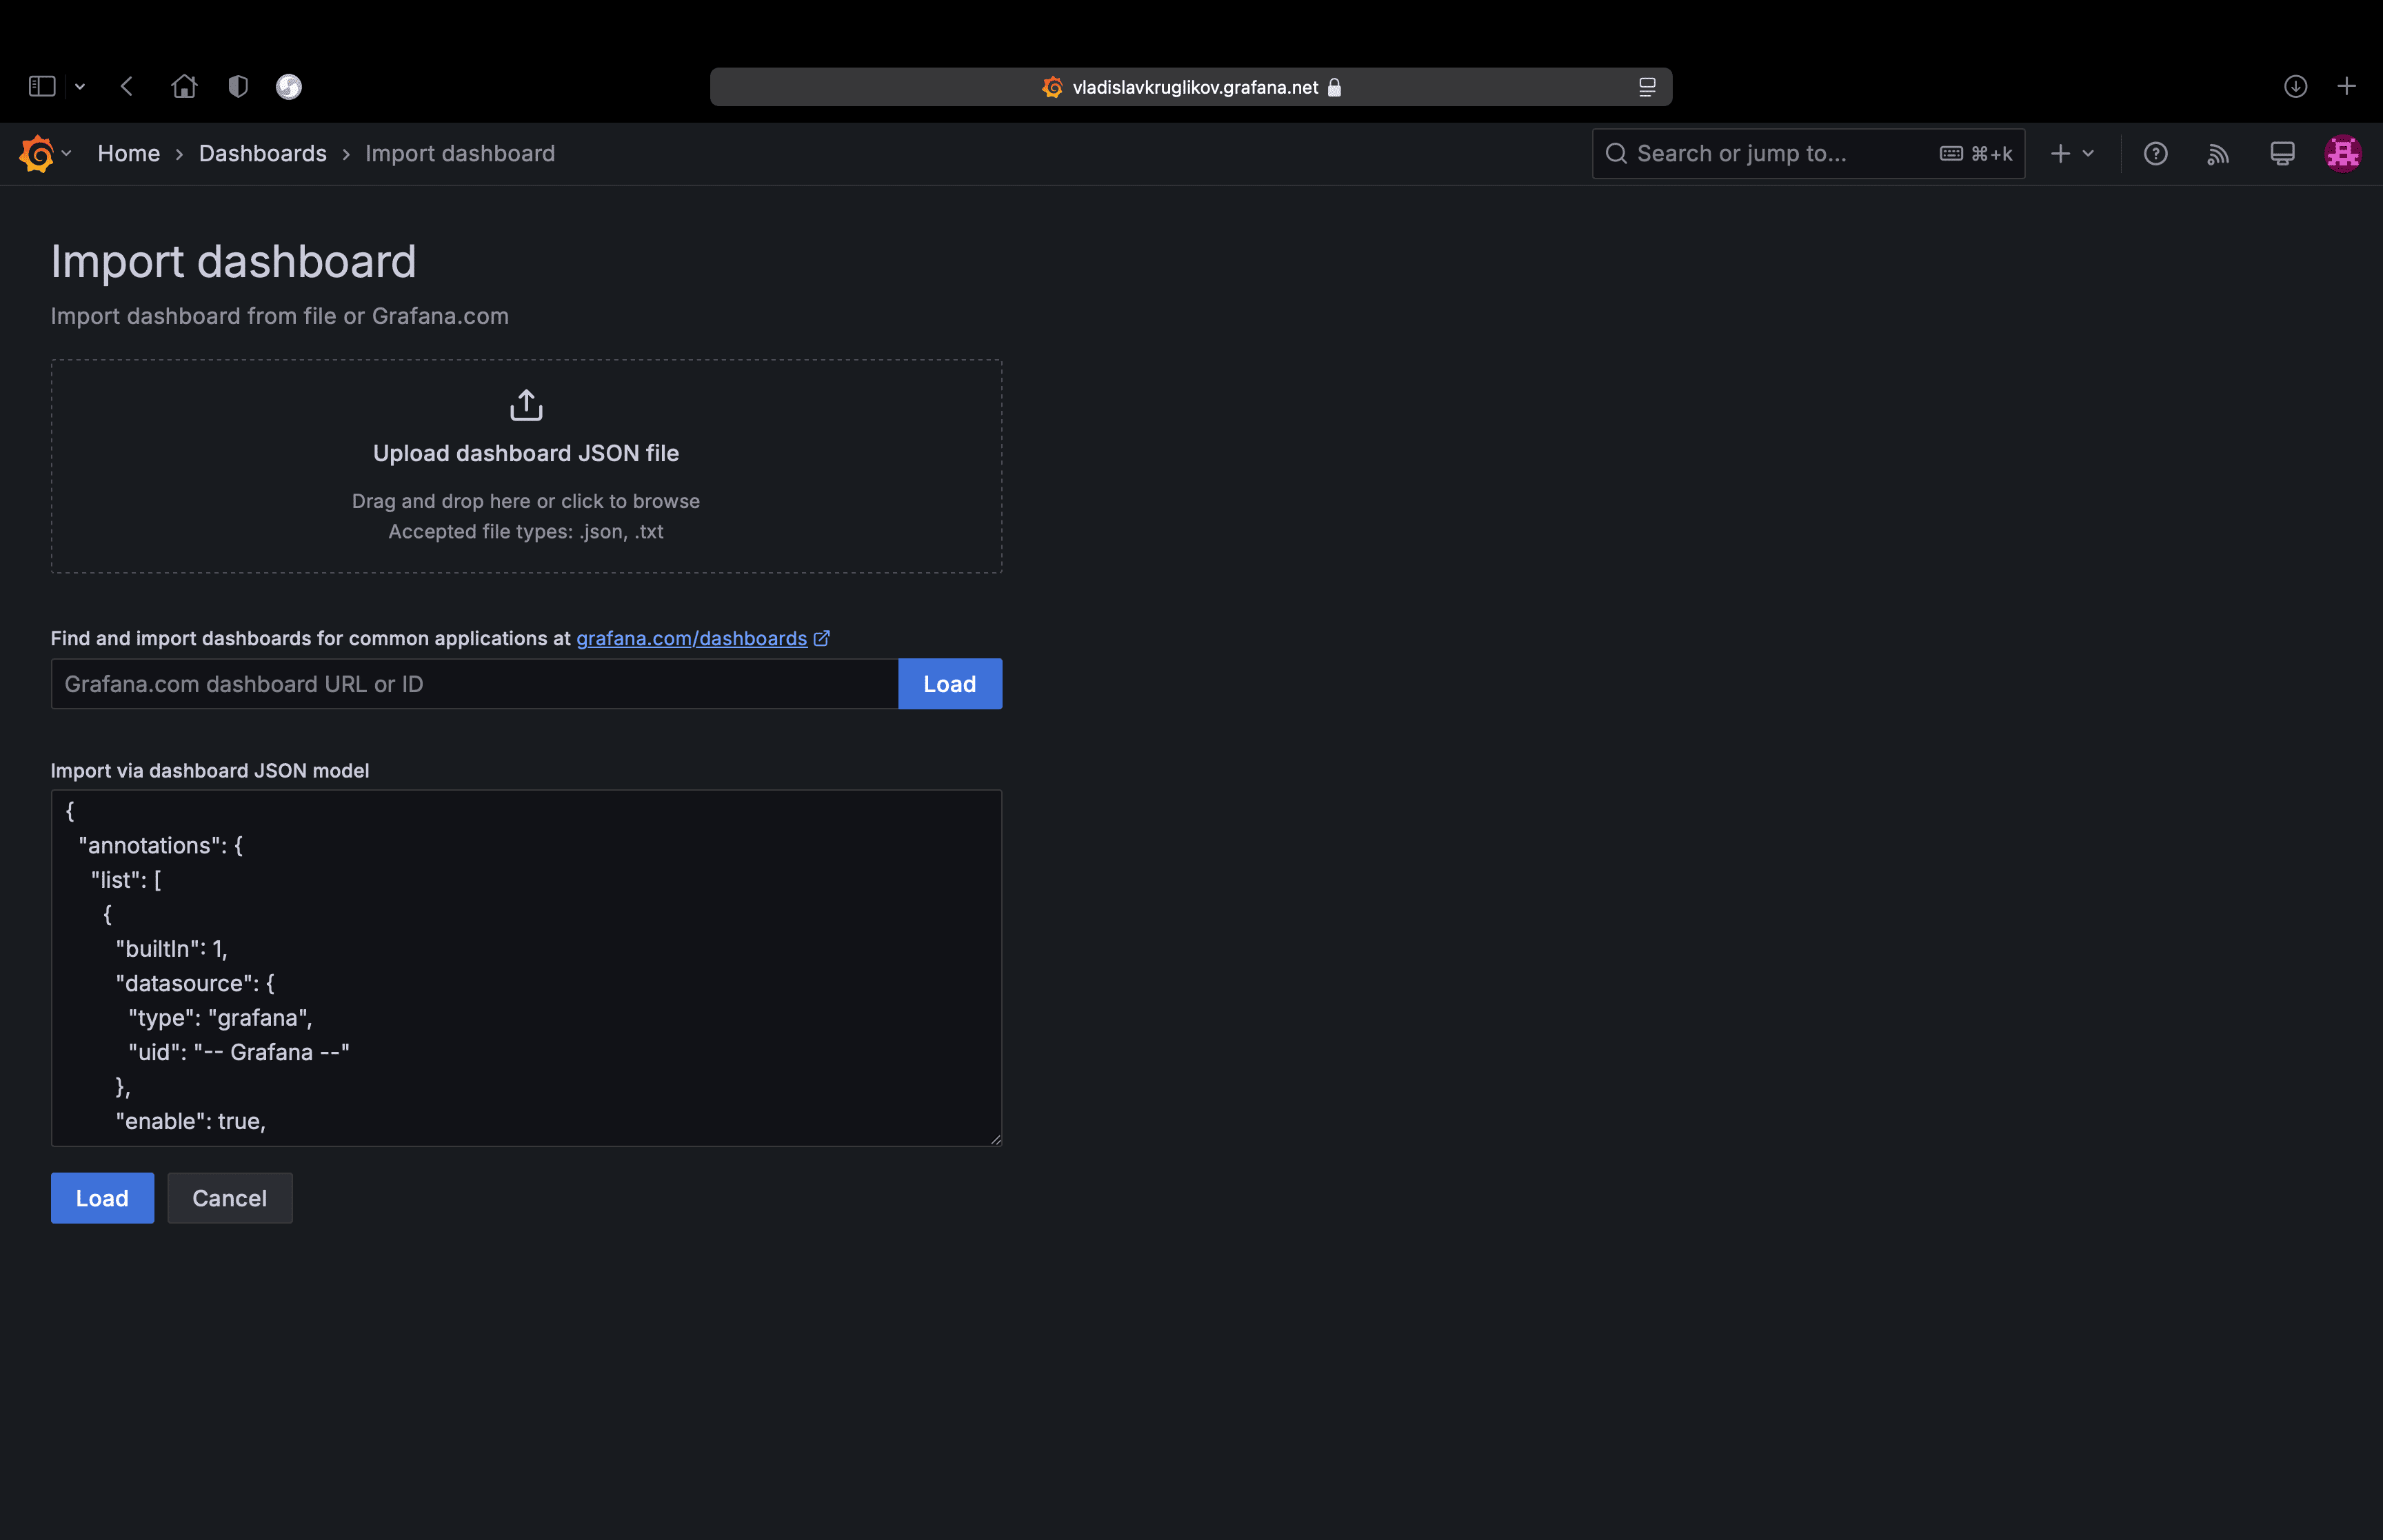 vladislavkruglikov.grafana.net
Home › Dashboards › Import dashboard
Search or jump to... ⌘+k
Import dashboard
Import dashboard from file or Grafana.com
Upload dashboard JSON file
Drag and drop here or click to browse
Accepted file types: .json, .txt
Find and import dashboards for common applications at grafana.com/dashboards
Grafana.com dashboard URL or ID
Load
Import via dashboard JSON model
{
"annotations": {
"list": [
{
"builtIn": 1,
"datasource": {
"type": "grafana",
"uid": "-- Grafana --"
},
"enable": true,
Load
Cancel